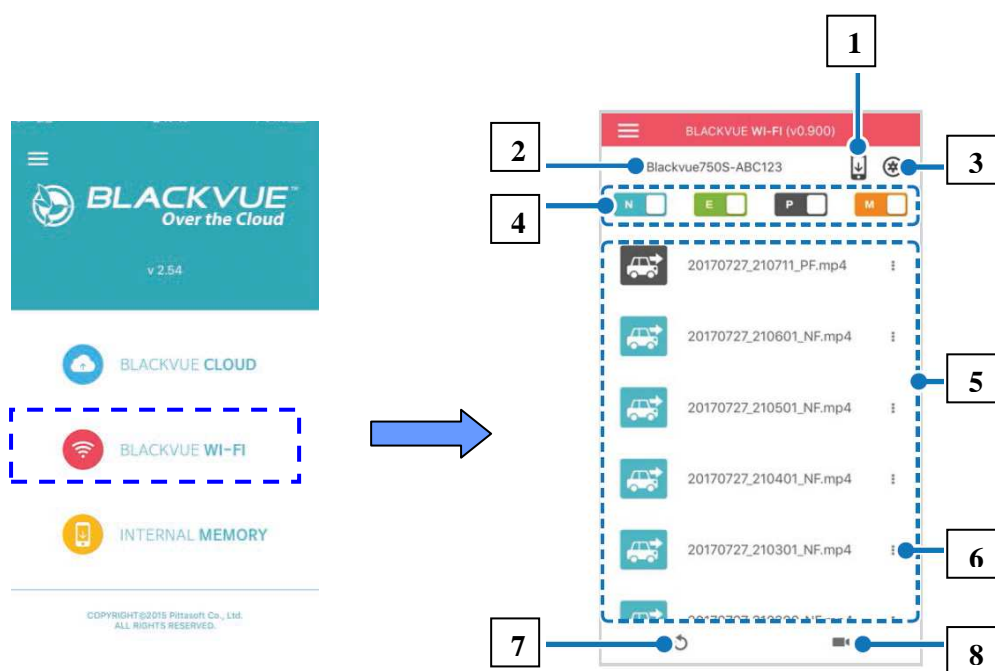 BLACKVUE™
Over the Cloud
v 2.54
BLACKVUE CLOUD
BLACKVUE WI-FI
INTERNAL MEMORY
COPYRIGHT©2015 Pittasoft Co., Ltd.
ALL RIGHTS RESERVED.
1
BLACKVUE WI-FI (v0.900)
2
Blackvue750S-ABC123
3
4
N E P M
20170727_210711_PF.mp4
20170727_210601_NF.mp4
5
20170727_210501_NF.mp4
20170727_210401_NF.mp4
20170727_210301_NF.mp4
6
7
8